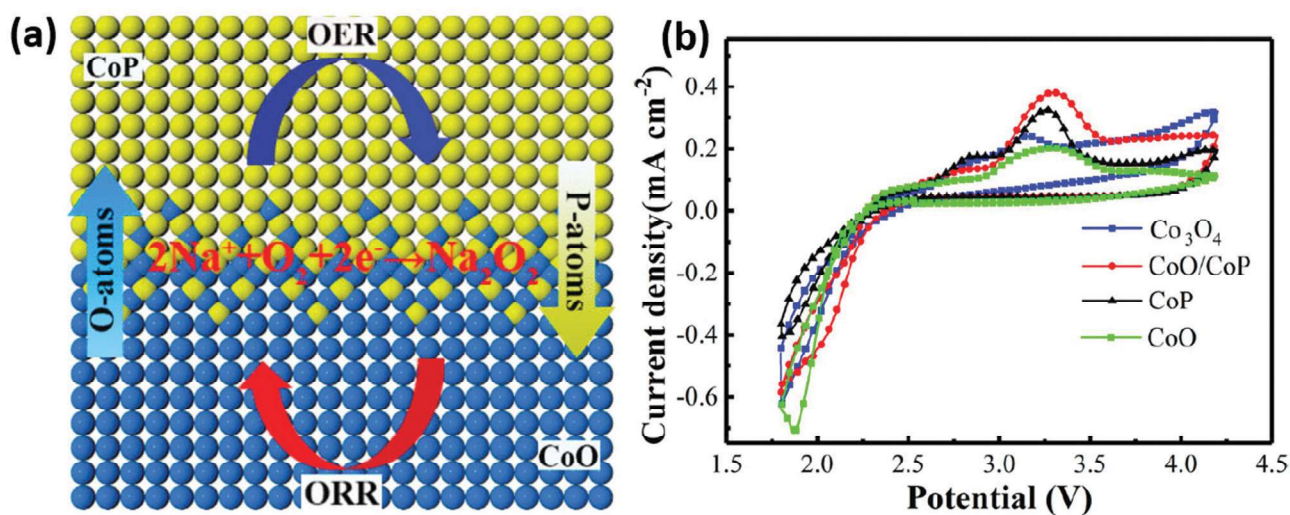 (a)
OER
CoP
O-atoms
2Na⁺+O₂+2e⁻→Na₂O₂
P-atoms
CoO
ORR
(b)
Current density(mA cm⁻²)
0.4
0.2
0.0
-0.2
-0.4
-0.6
Co₃O₄
CoO/CoP
CoP
CoO
1.5
2.0
2.5
3.0
3.5
4.0
4.5
Potential (V)